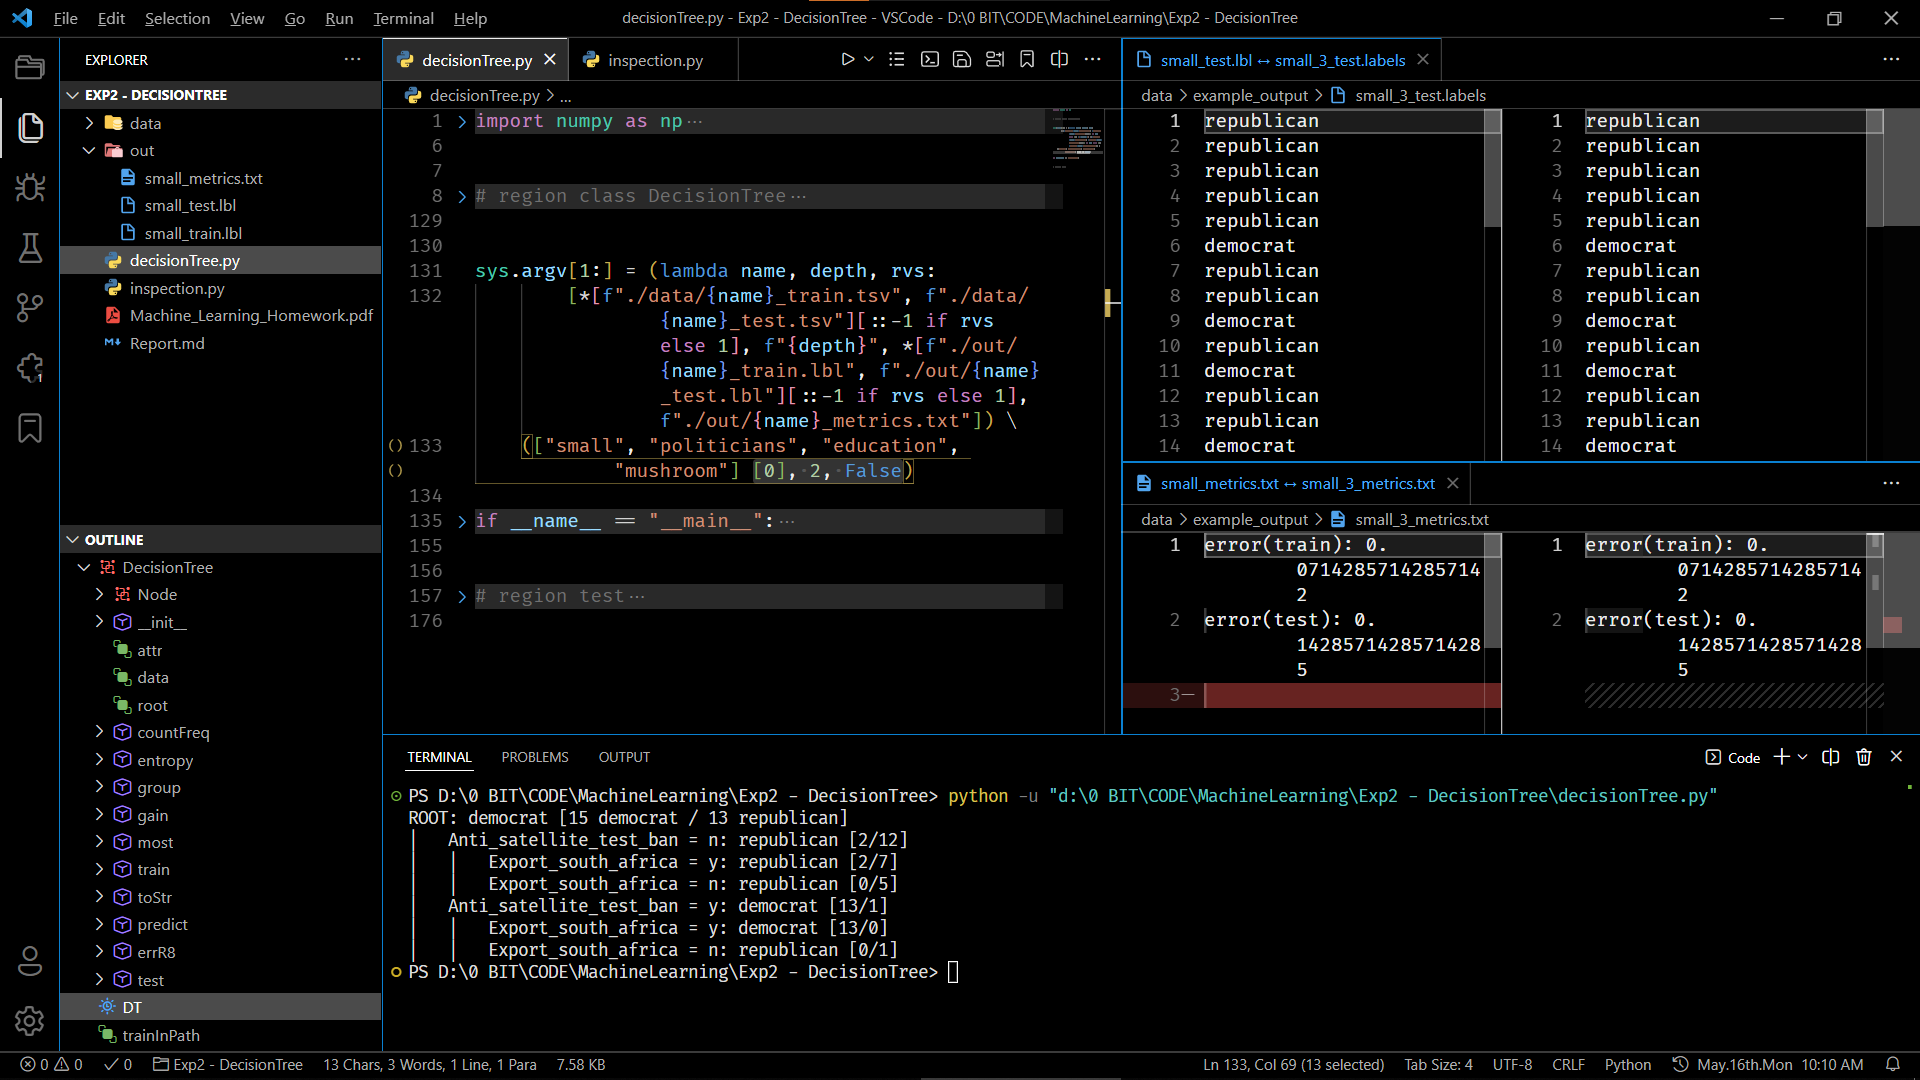 File Edit Selection View Go Run Terminal Help
decisionTree.py - Exp2 - DecisionTree - VSCode - D:\0 BIT\CODE\MachineLearning\Exp2 - DecisionTree
EXPLORER
EXP2 - DECISIONTREE
data
out
small_metrics.txt
small_test.lbl
small_train.lbl
decisionTree.py
inspection.py
Machine_Learning_Homework.pdf
Report.md
OUTLINE
DecisionTree
Node
__init__
attr
data
root
countFreq
entropy
group
gain
most
train
toStr
predict
errR8
test
DT
trainInPath
decisionTree.py
inspection.py
decisionTree.py > ...
1 import numpy as np ...
6
7
8 # region class DecisionTree ...
129
130
131 sys.argv[1:] = (lambda name, depth, rvs:
132 [*[f"./data/{name}_train.tsv", f"./data/
{name}_test.tsv"][::-1 if rvs
else 1], f"{depth}", *[f"./out/
{name}_train.lbl", f"./out/{name}
_test.lbl"][::-1 if rvs else 1],
f"./out/{name}_metrics.txt"]) \
() 133 (["small", "politicians", "education",
() "mushroom"] [0], 2, False)
134
135 if __name__ == "__main__": ...
155
156
157 # region test ...
176
small_test.lbl ↔ small_3_test.labels
data > example_output > small_3_test.labels
1 republican 1 republican
2 republican 2 republican
3 republican 3 republican
4 republican 4 republican
5 republican 5 republican
6 democrat 6 democrat
7 republican 7 republican
8 republican 8 republican
9 democrat 9 democrat
10 republican 10 republican
11 democrat 11 democrat
12 republican 12 republican
13 republican 13 republican
14 democrat 14 democrat
small_metrics.txt ↔ small_3_metrics.txt
data > example_output > small_3_metrics.txt
1 error(train): 0. 1 error(train): 0.
0714285714285714 0714285714285714
2 2
2 error(test): 0. 2 error(test): 0.
1428571428571428 1428571428571428
5 5
3−
TERMINAL PROBLEMS OUTPUT
Code
PS D:\0 BIT\CODE\MachineLearning\Exp2 - DecisionTree> python -u "d:\0 BIT\CODE\MachineLearning\Exp2 - DecisionTree\decisionTree.py"
ROOT: democrat [15 democrat / 13 republican]
| Anti_satellite_test_ban = n: republican [2/12]
| | Export_south_africa = y: republican [2/7]
| | Export_south_africa = n: republican [0/5]
| Anti_satellite_test_ban = y: democrat [13/1]
| | Export_south_africa = y: democrat [13/0]
| | Export_south_africa = n: republican [0/1]
PS D:\0 BIT\CODE\MachineLearning\Exp2 - DecisionTree>
0 0 0 Exp2 - DecisionTree 13 Chars, 3 Words, 1 Line, 1 Para 7.58 KB Ln 133, Col 69 (13 selected) Tab Size: 4 UTF-8 CRLF Python May.16th.Mon 10:10 AM